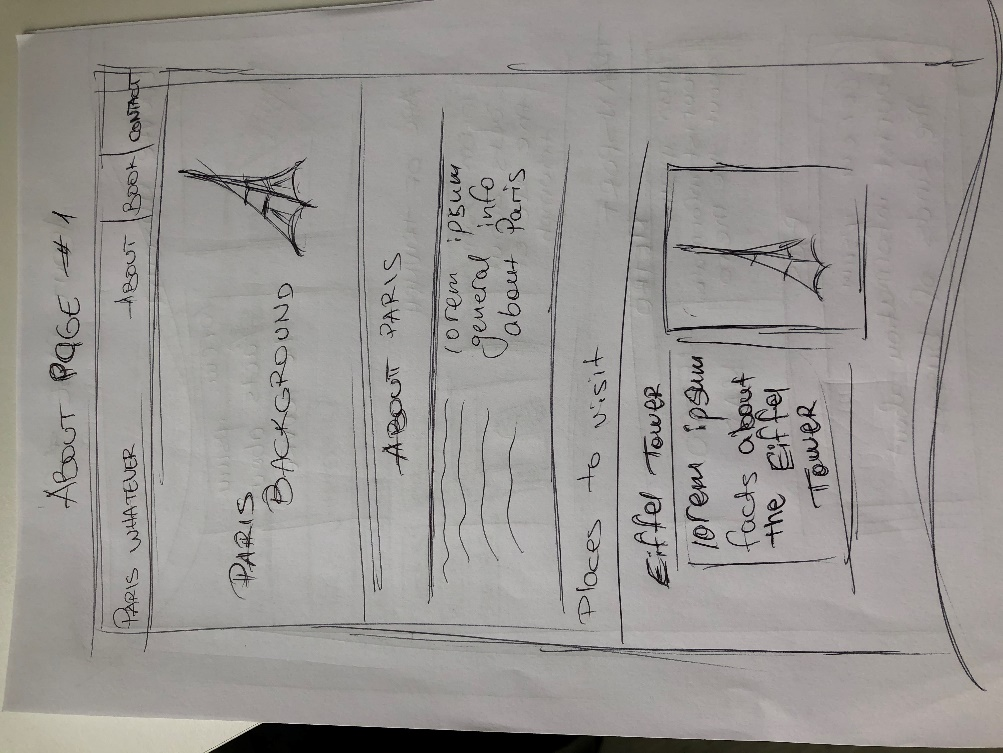 ABOUT PAGE #1
PARIS WHATEVER ABOUT BOOK CONTACT
PARIS
BACKGROUND
ABOUT PARIS
lorem ipsum
general info
about Paris
Places to visit
Eiffel Tower
lorem ipsum
facts about
the Eiffel
Tower